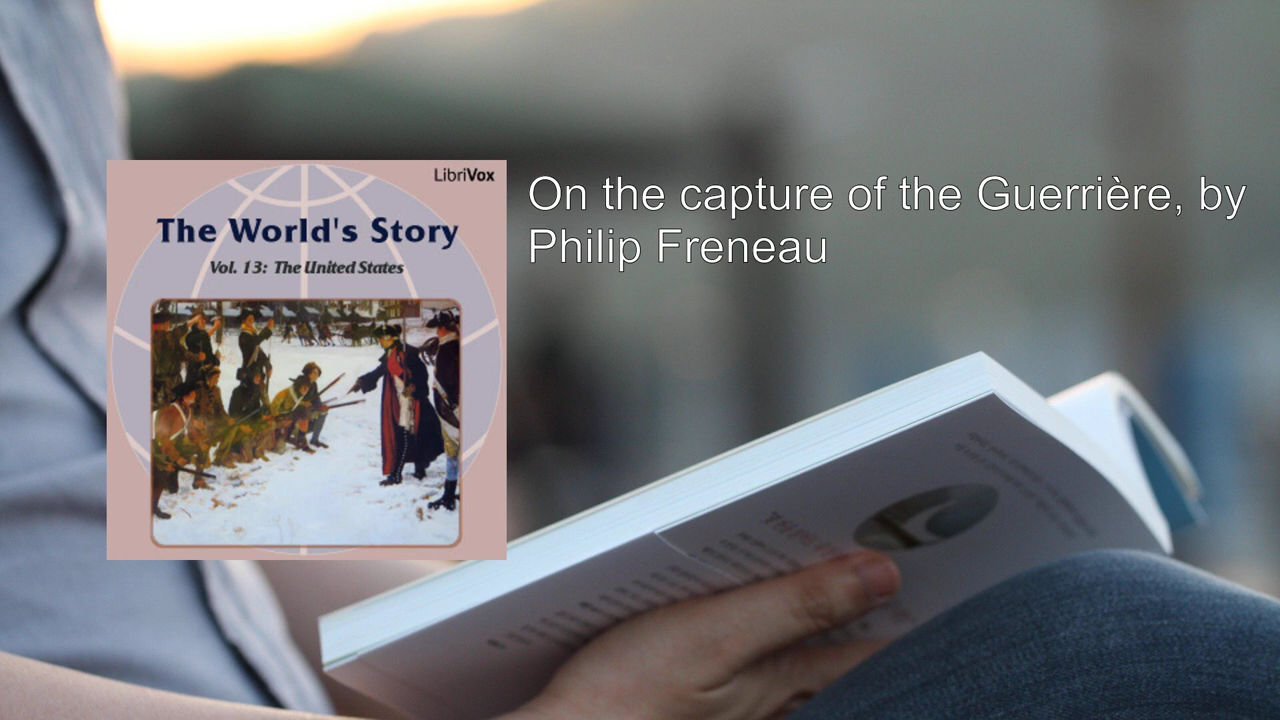 LibriVox
The World's Story
Vol. 13: The United States
On the capture of the Guerrière, by
Philip Freneau